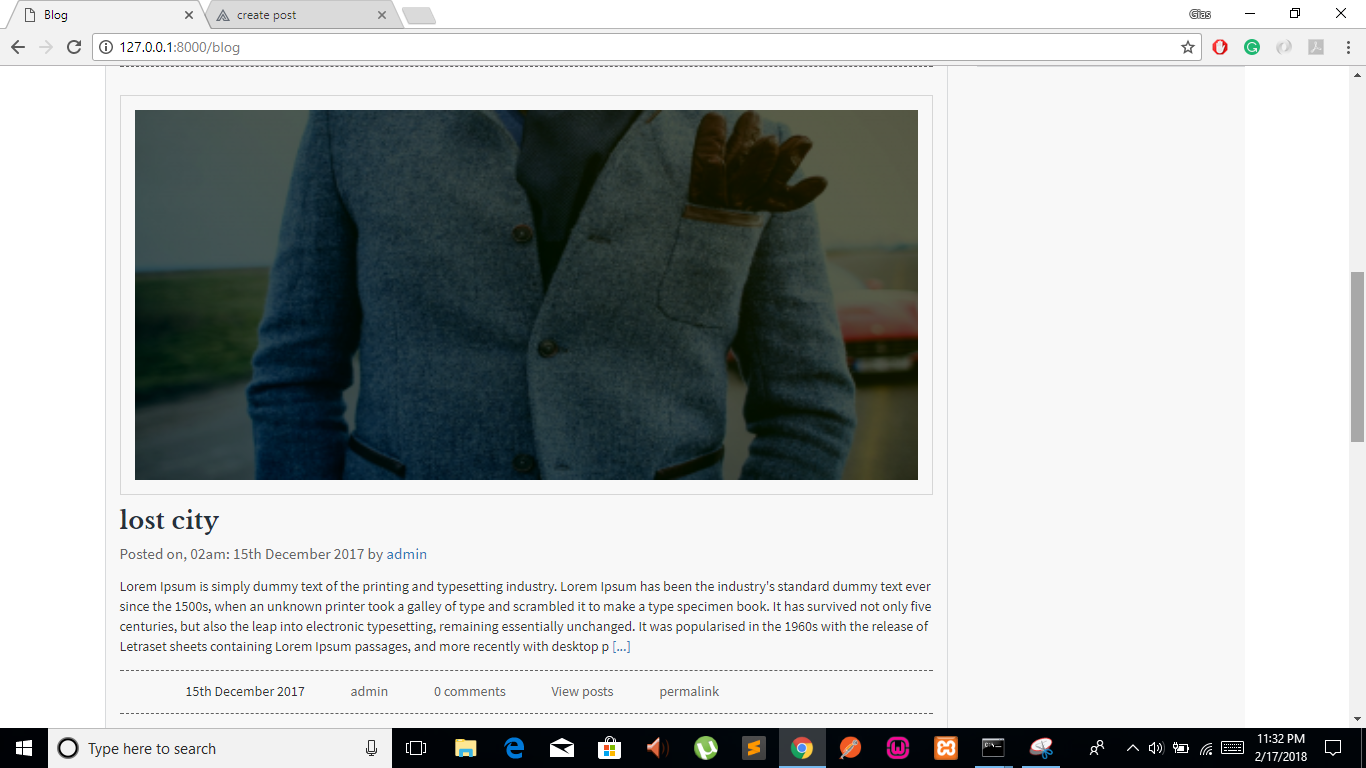 Blog
create post
Gias
127.0.0.1:8000/blog
lost city
Posted on, 02am: 15th December 2017 by admin
Lorem Ipsum is simply dummy text of the printing and typesetting industry. Lorem Ipsum has been the industry's standard dummy text ever
since the 1500s, when an unknown printer took a galley of type and scrambled it to make a type specimen book. It has survived not only five
centuries, but also the leap into electronic typesetting, remaining essentially unchanged. It was popularised in the 1960s with the release of
Letraset sheets containing Lorem Ipsum passages, and more recently with desktop p [...]
15th December 2017 admin 0 comments View posts permalink
Type here to search
11:32 PM
2/17/2018